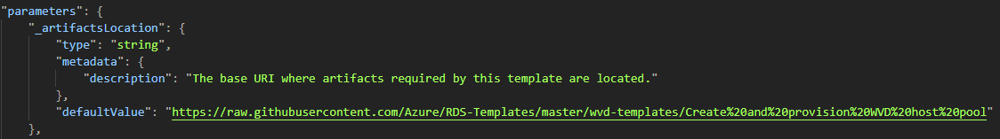 "parameters": {
"_artifactsLocation": {
"type": "string",
"metadata": {
"description": "The base URI where artifacts required by this template are located."
},
"defaultValue": "https://raw.githubusercontent.com/Azure/RDS-Templates/master/wvd-templates/Create%20and%20provision%20WVD%20host%20pool"
},